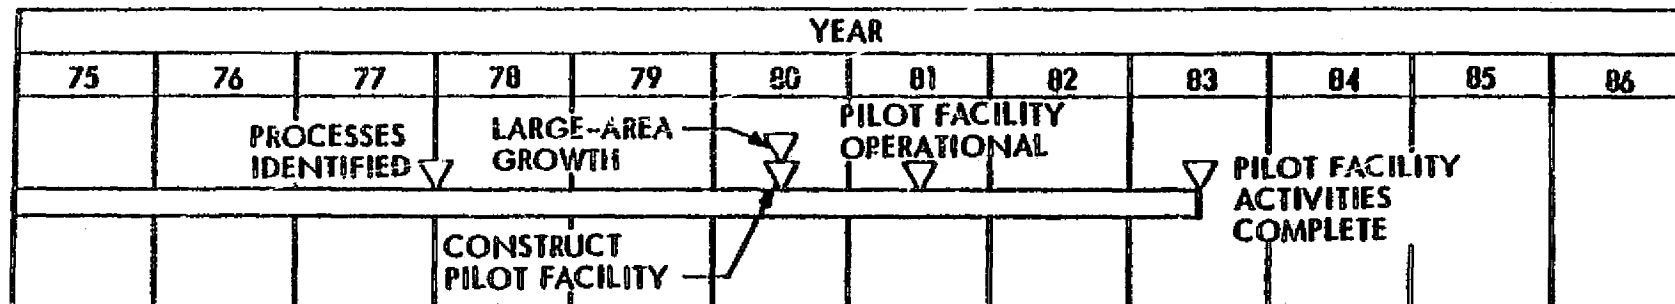 YEAR
75 76 77 78 79 80 81 82 83 84 85 86
PROCESSES
IDENTIFIED
LARGE-AREA
GROWTH
PILOT FACILITY
OPERATIONAL
PILOT FACILITY
ACTIVITIES
COMPLETE
CONSTRUCT
PILOT FACILITY